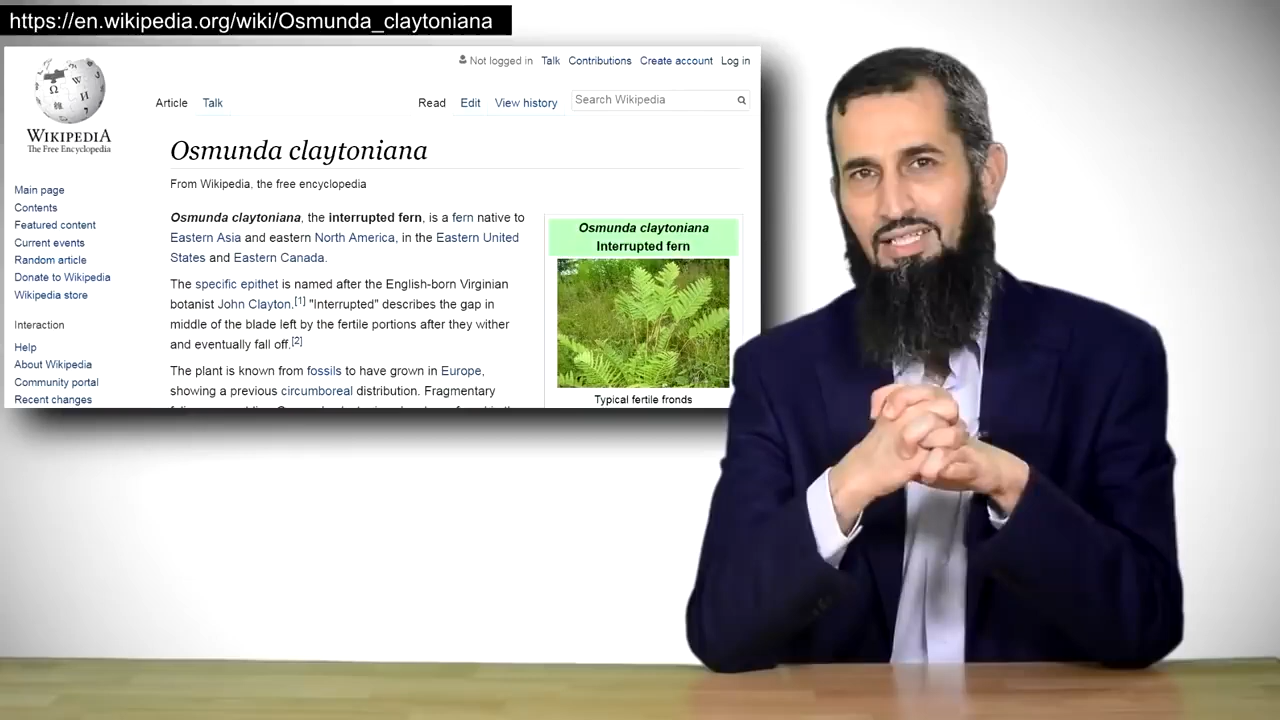 https://en.wikipedia.org/wiki/Osmunda_claytoniana
Not logged in Talk Contributions Create account Log in
Article Talk Read Edit View history Search Wikipedia
WIKIPEDIA
The Free Encyclopedia
Osmunda claytoniana
From Wikipedia, the free encyclopedia
Main page
Contents
Featured content
Current events
Random article
Donate to Wikipedia
Wikipedia store
Interaction
Help
About Wikipedia
Community portal
Recent changes
Osmunda claytoniana, the interrupted fern, is a fern native to
Eastern Asia and eastern North America, in the Eastern United
States and Eastern Canada.
The specific epithet is named after the English-born Virginian
botanist John Clayton.[1] "Interrupted" describes the gap in
middle of the blade left by the fertile portions after they wither
and eventually fall off.[2]
The plant is known from fossils to have grown in Europe,
showing a previous circumboreal distribution. Fragmentary
Osmunda claytoniana
Interrupted fern
Typical fertile fronds